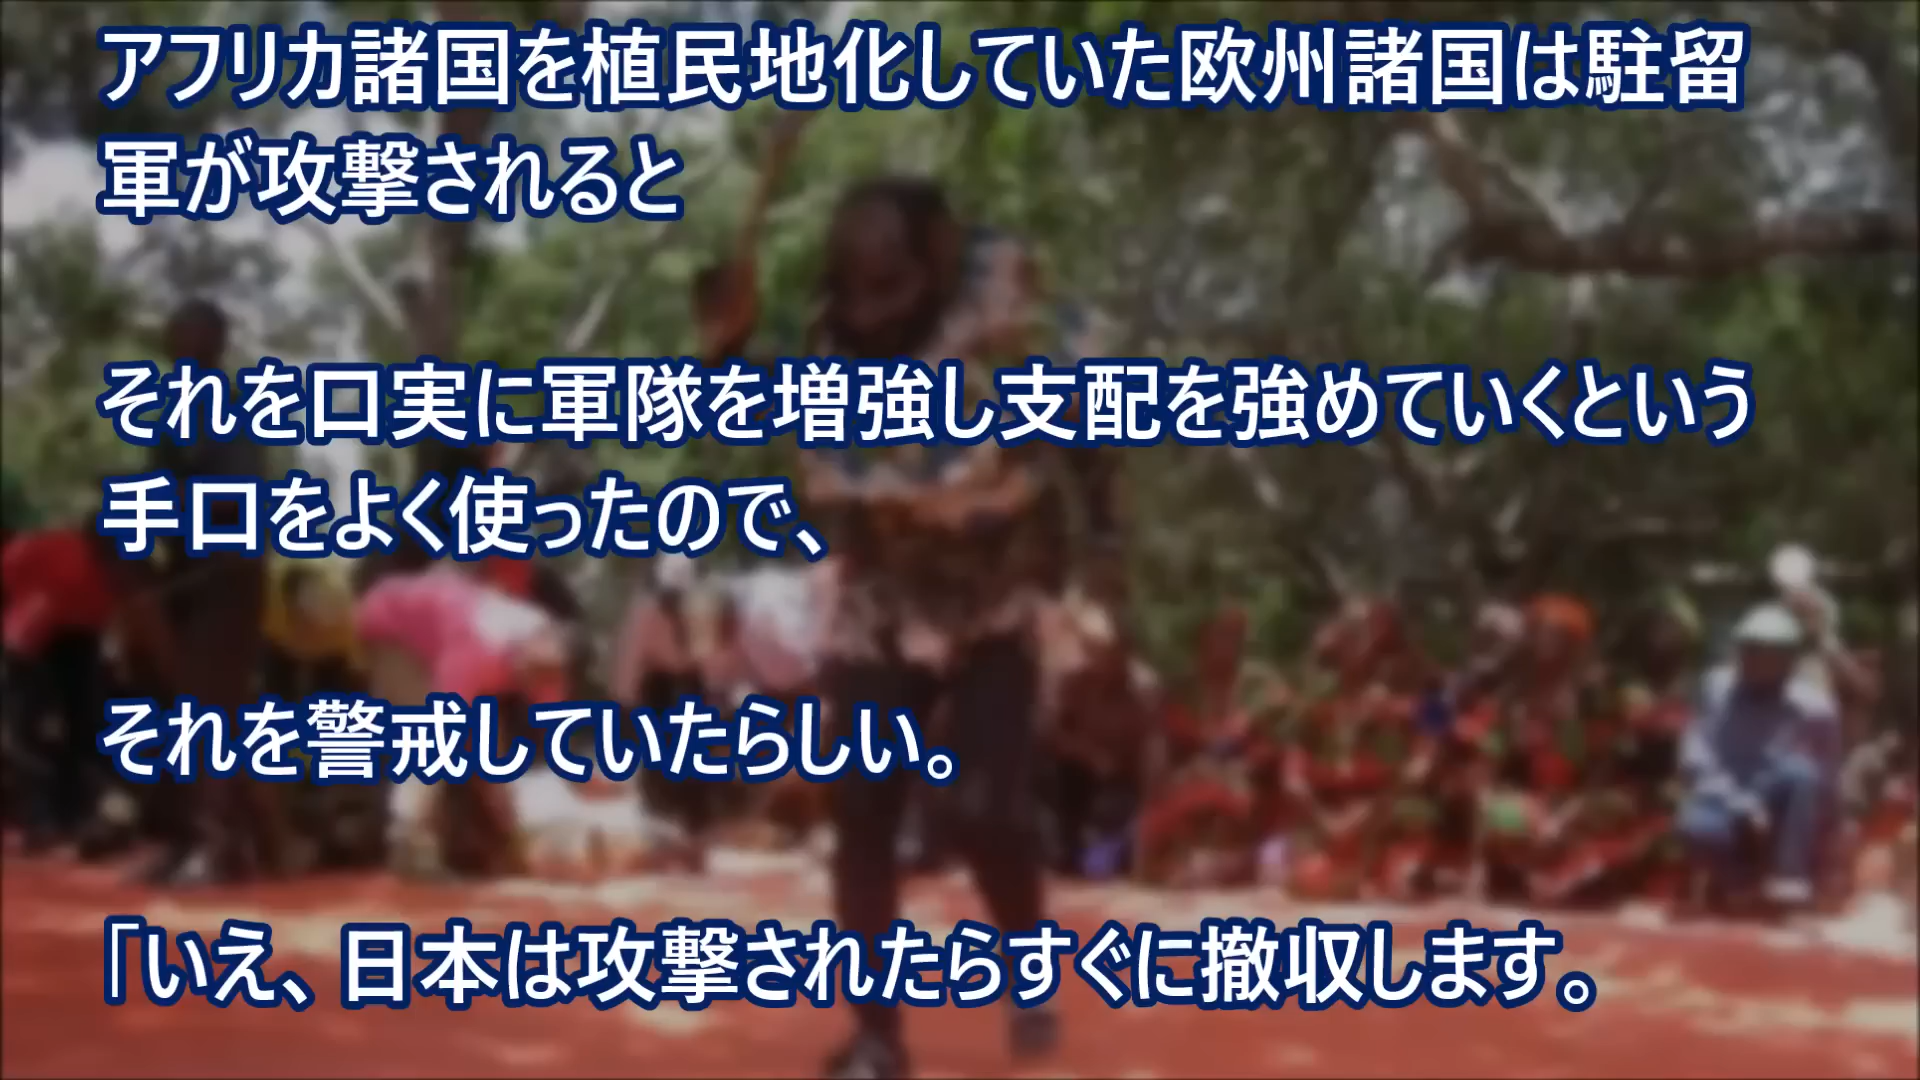 アフリカ諸国を植民地化していた欧州諸国は駐留
軍が攻撃されると
それを口実に軍隊を増強し支配を強めていくという
手口をよく使ったので、
それを警戒していたらしい。
「いえ、日本は攻撃されたらすぐに撤収します。